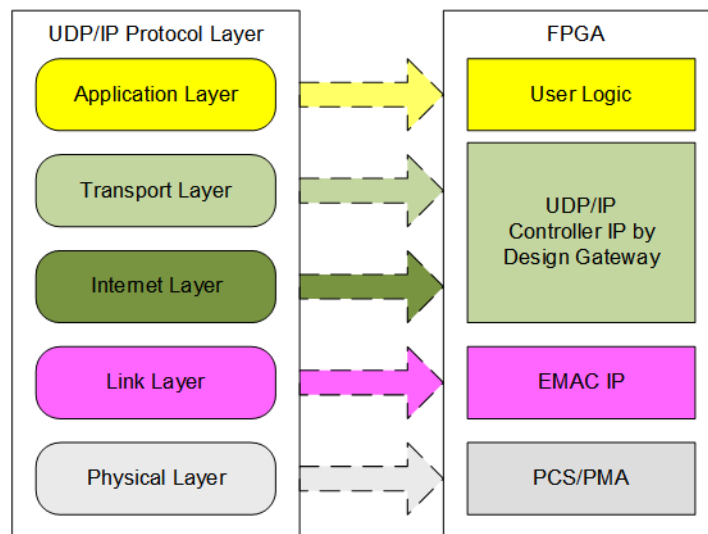 UDP/IP Protocol Layer
Application Layer
Transport Layer
Internet Layer
Link Layer
Physical Layer
FPGA
User Logic
UDP/IP
Controller IP by
Design Gateway
EMAC IP
PCS/PMA